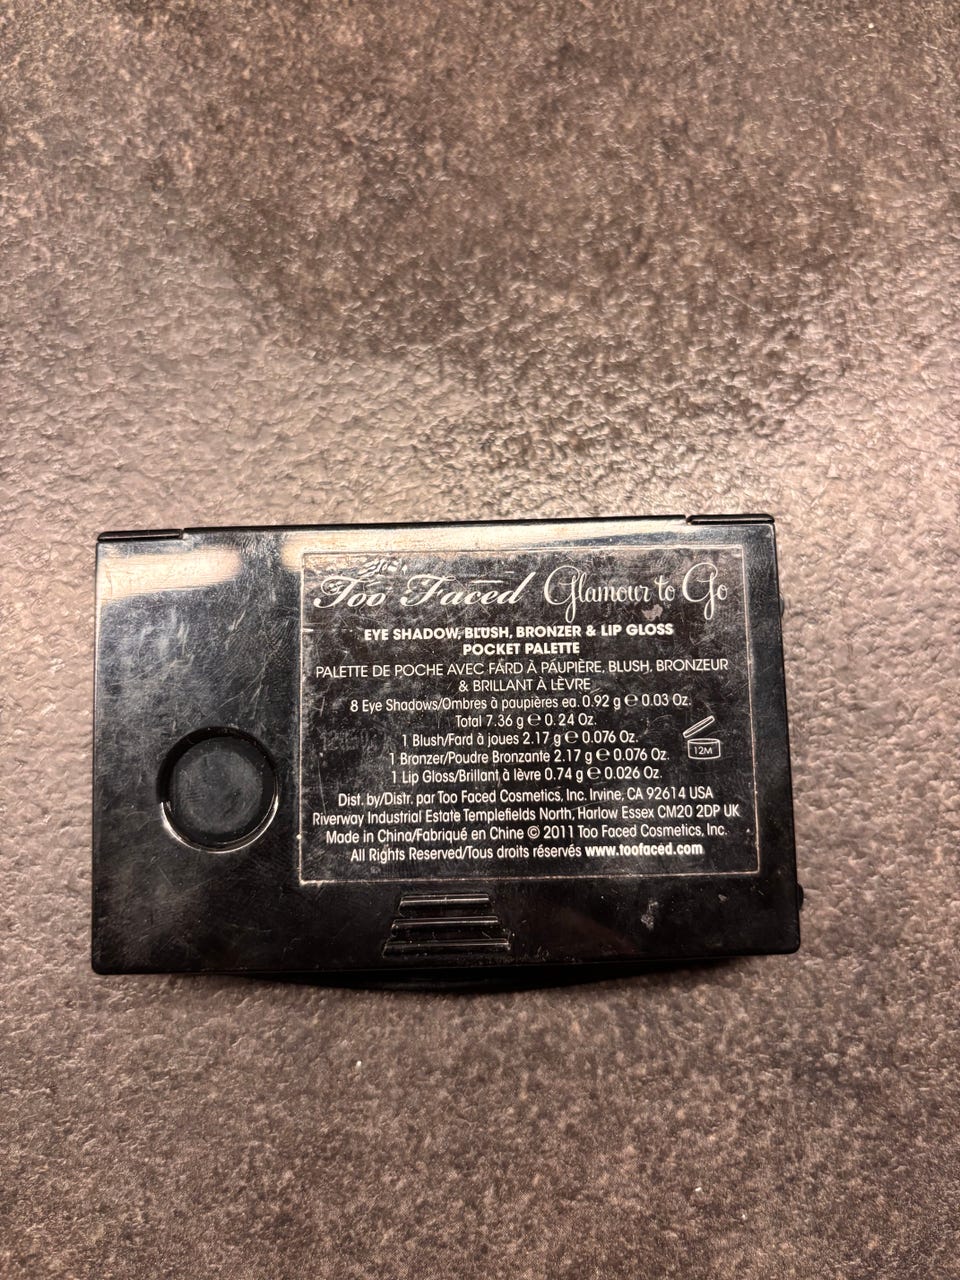 Too Faced Glamour to Go
EYE SHADOW, BLUSH, BRONZER & LIP GLOSS
POCKET PALETTE
PALETTE DE POCHE AVEC FARD À PAUPIÈRE, BLUSH, BRONZEUR
& BRILLANT À LÈVRE
8 Eye Shadows/Ombres à paupières ea. 0.92 g ℮ 0.03 Oz.
Total 7.36 g ℮ 0.24 Oz.
1 Blush/Fard à joues 2.17 g ℮ 0.076 Oz.
1 Bronzer/Poudre Bronzante 2.17 g ℮ 0.076 Oz.
12M
1 Lip Gloss/Brillant à lèvre 0.74 g ℮ 0.026 Oz.
Dist. by/Distr. par Too Faced Cosmetics, Inc. Irvine, CA 92614 USA
Riverway Industrial Estate Templefields North, Harlow Essex CM20 2DP UK
Made in China/Fabriqué en Chine © 2011 Too Faced Cosmetics, Inc.
All Rights Reserved/Tous droits réservés www.toofaced.com